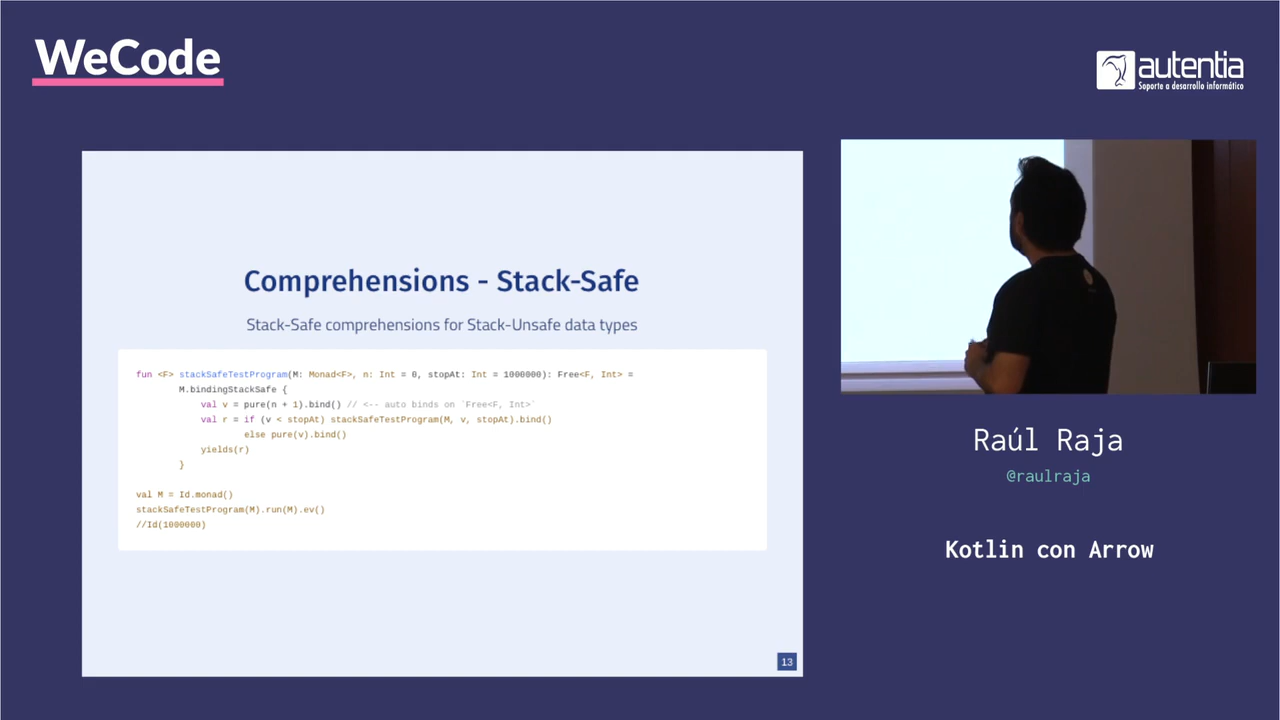 WeCode
autentia
Soporte a desarrollo informático
Comprehensions - Stack-Safe
Stack-Safe comprehensions for Stack-Unsafe data types
fun <F> stackSafeTestProgram(M: Monad<F>, n: Int = 0, stopAt: Int = 1000000): Free<F, Int> =
M.bindingStackSafe {
val v = pure(n + 1).bind() // <-- auto binds on `Free<F, Int>`
val r = if (v < stopAt) stackSafeTestProgram(M, v, stopAt).bind()
else pure(v).bind()
yields(r)
}
val M = Id.monad()
stackSafeTestProgram(M).run(M).ev()
//Id(1000000)
13
Raúl Raja
@raulraja
Kotlin con Arrow